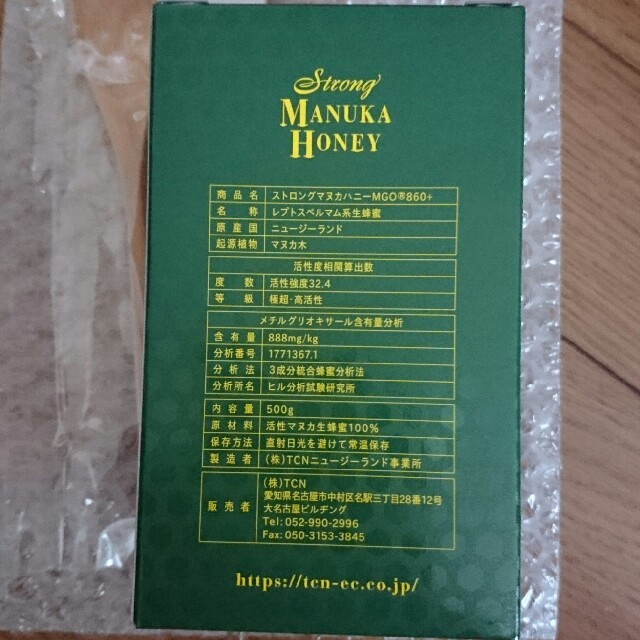 Strong
MANUKA
HONEY
商品名 ストロングマヌカハニーMGO®860+
名称 レプトスペルマム系生蜂蜜
原産国 ニュージーランド
起源植物 マヌカ木
活性度相関算出数
度数 活性強度32.4
等級 極超・高活性
メチルグリオキサール含有量分析
含有量 888mg/kg
分析番号 1771367.1
分析法 3成分統合蜂蜜分析法
分析所名 ヒル分析試験研究所
内容量 500g
原材料 活性マヌカ生蜂蜜100%
保存方法 直射日光を避けて常温保存
製造者 (株)TCNニュージーランド事業所
販売者 (株)TCN
愛知県名古屋市中村区名駅三丁目28番12号
大名古屋ビルヂング
Tel: 052-990-2996
Fax: 050-3153-3845
https://tcn-ec.co.jp/